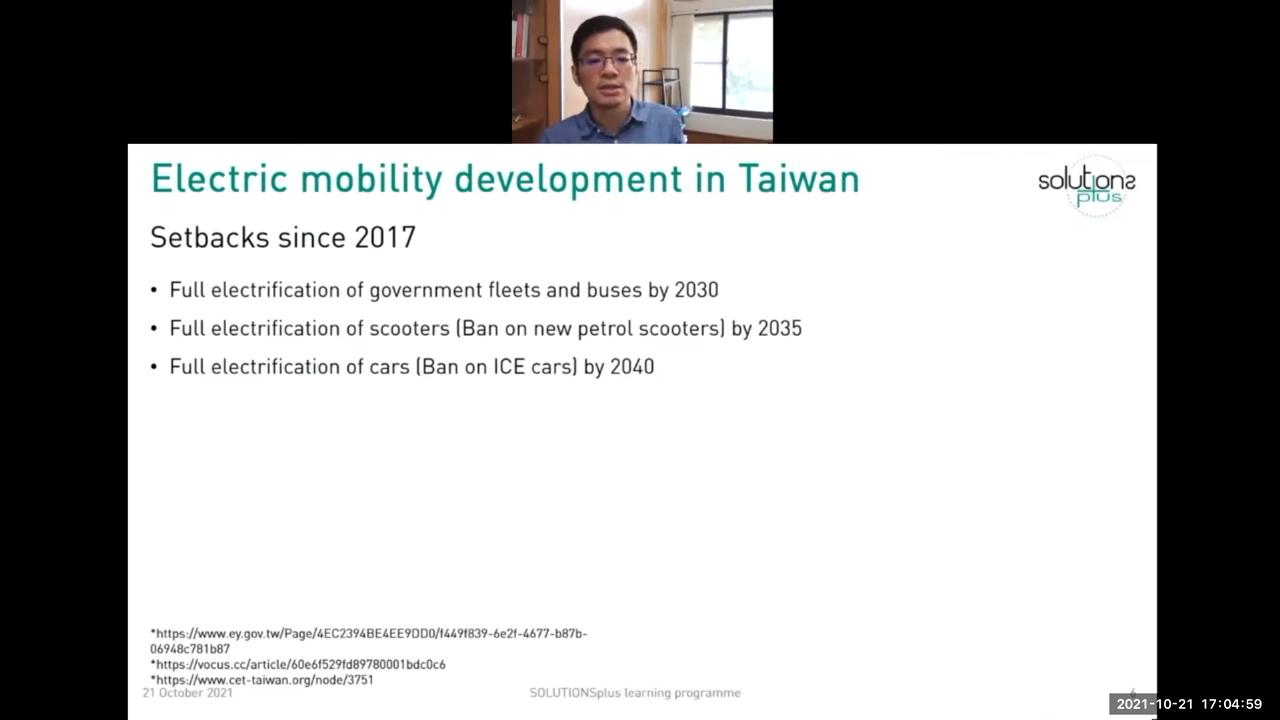 Electric mobility development in Taiwan
solutions
plus
Setbacks since 2017
• Full electrification of government fleets and buses by 2030
• Full electrification of scooters (Ban on new petrol scooters) by 2035
• Full electrification of cars (Ban on ICE cars) by 2040
*https://www.ey.gov.tw/Page/4EC2394BE4EE9DD0/f449f839-6e2f-4677-b87b-
06948c781b87
*https://vocus.cc/article/60e6f529fd89780001bdc0c6
*https://www.cet-taiwan.org/node/3751
21 October 2021
SOLUTIONSplus learning programme
6
2021-10-21 17:04:59